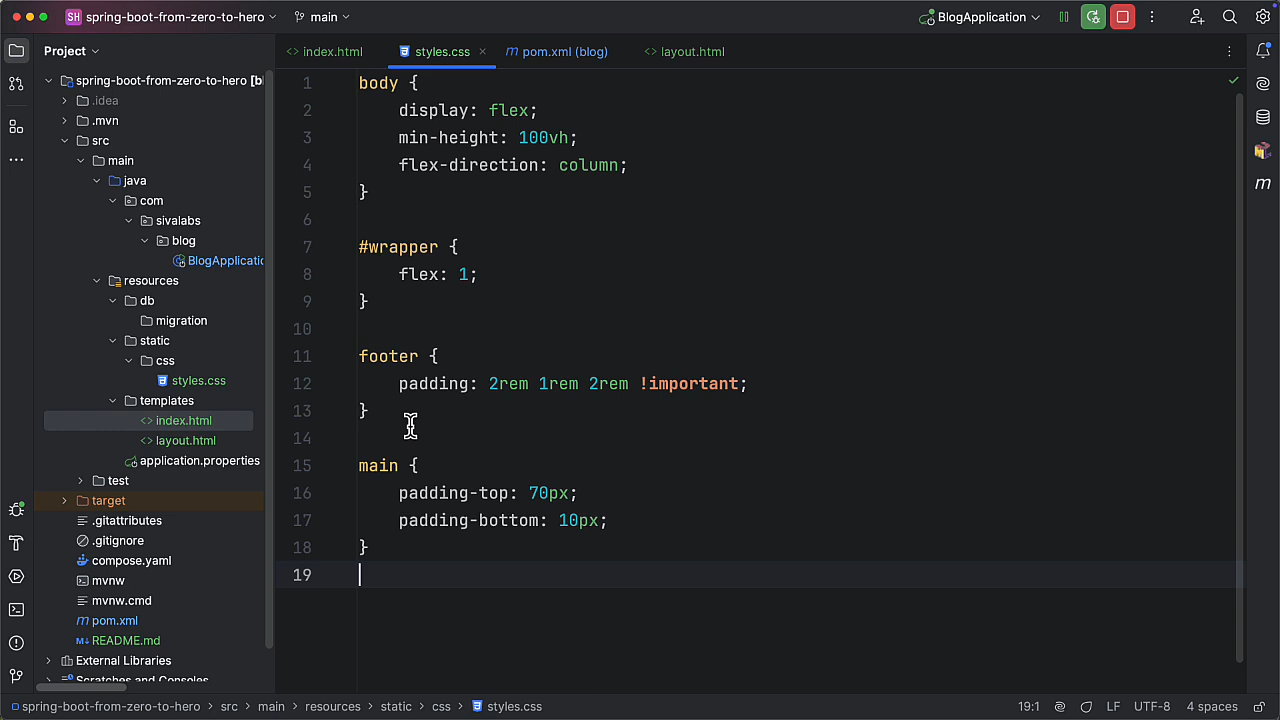 SH spring-boot-from-zero-to-hero main BlogApplication
Project
index.html styles.css pom.xml (blog) layout.html
spring-boot-from-zero-to-hero [bl
.idea
.mvn
src
main
java
com
sivalabs
blog
BlogApplicatio
resources
db
migration
static
css
styles.css
templates
index.html
layout.html
application.properties
test
target
.gitattributes
.gitignore
compose.yaml
mvnw
mvnw.cmd
pom.xml
README.md
External Libraries
Scratches and Consoles
1 body {
2 display: flex;
3 min-height: 100vh;
4 flex-direction: column;
5 }
6
7 #wrapper {
8 flex: 1;
9 }
10
11 footer {
12 padding: 2rem 1rem 2rem !important;
13 }
14
15 main {
16 padding-top: 70px;
17 padding-bottom: 10px;
18 }
19
spring-boot-from-zero-to-hero > src > main > resources > static > css > styles.css 19:1 LF UTF-8 4 spaces